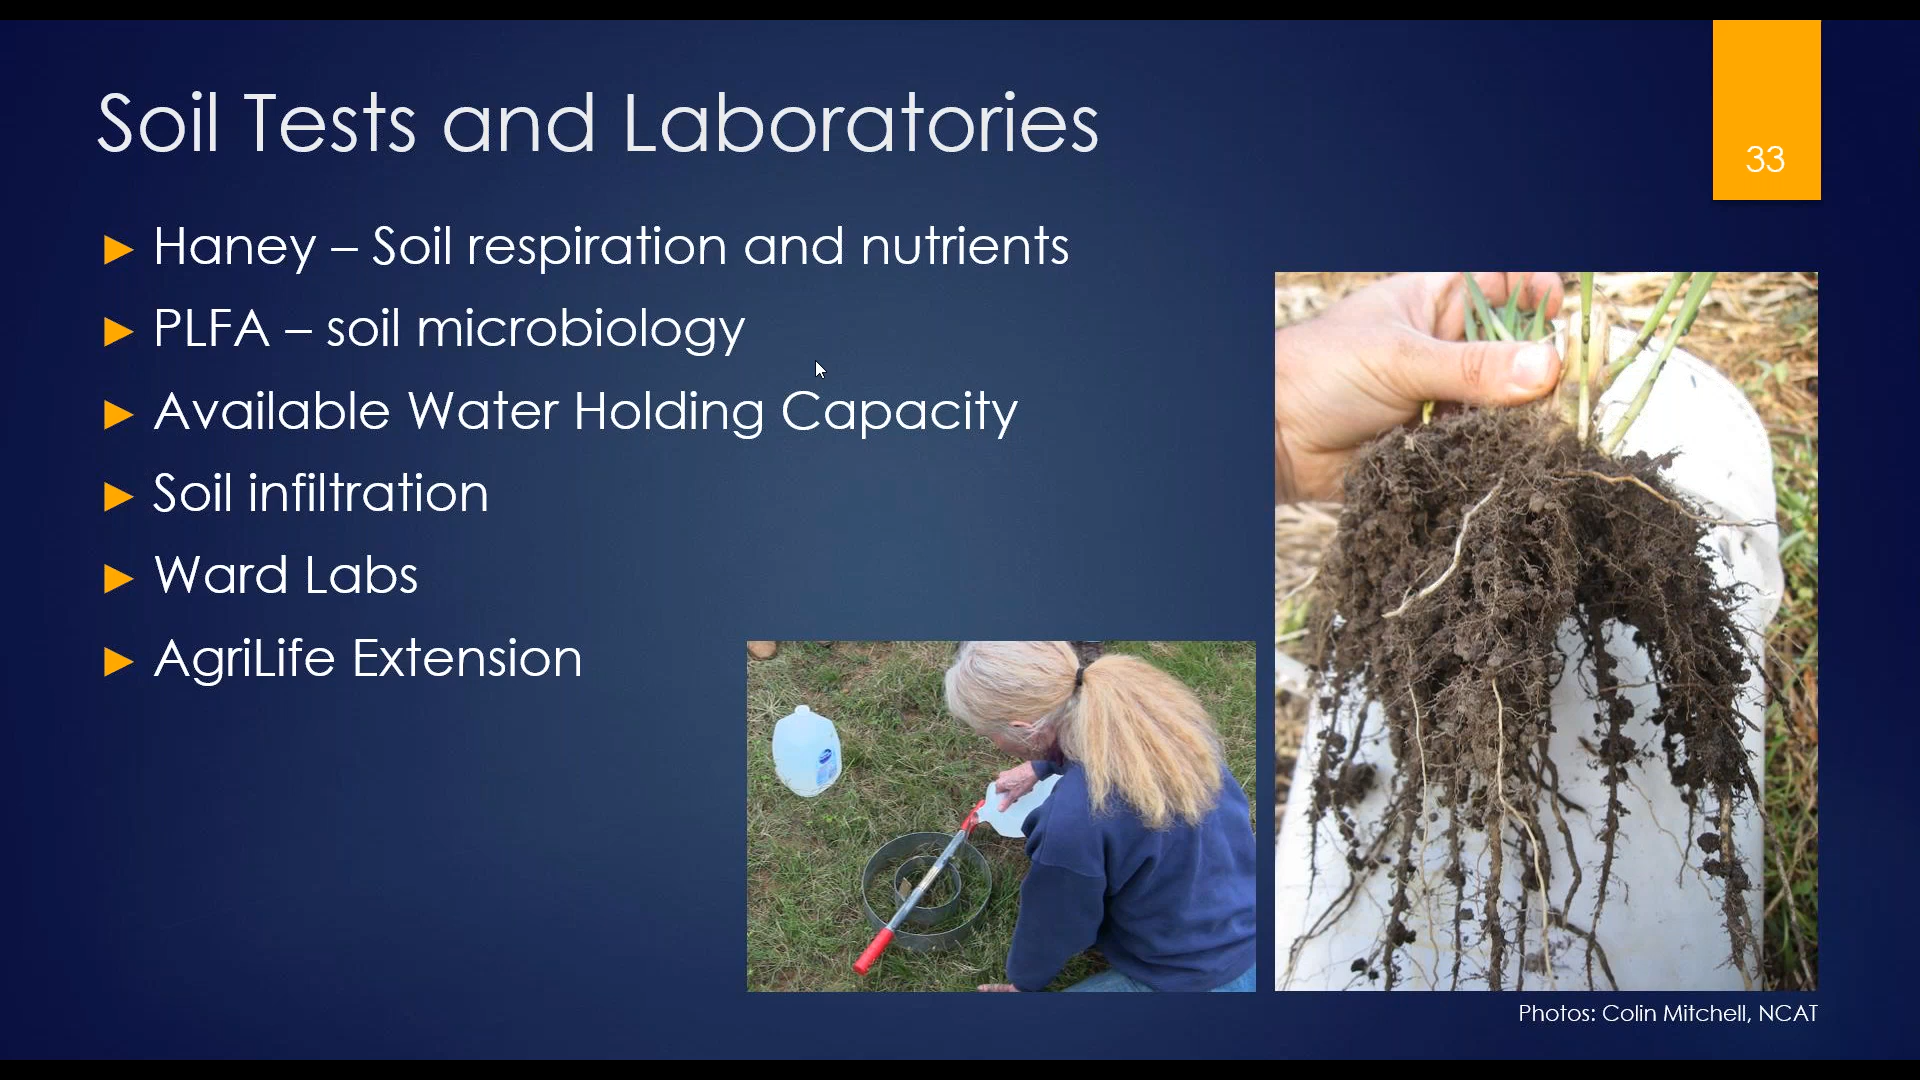 Soil Tests and Laboratories
33
► Haney – Soil respiration and nutrients
► PLFA – soil microbiology
► Available Water Holding Capacity
► Soil infiltration
► Ward Labs
► AgriLife Extension
Photos: Colin Mitchell, NCAT